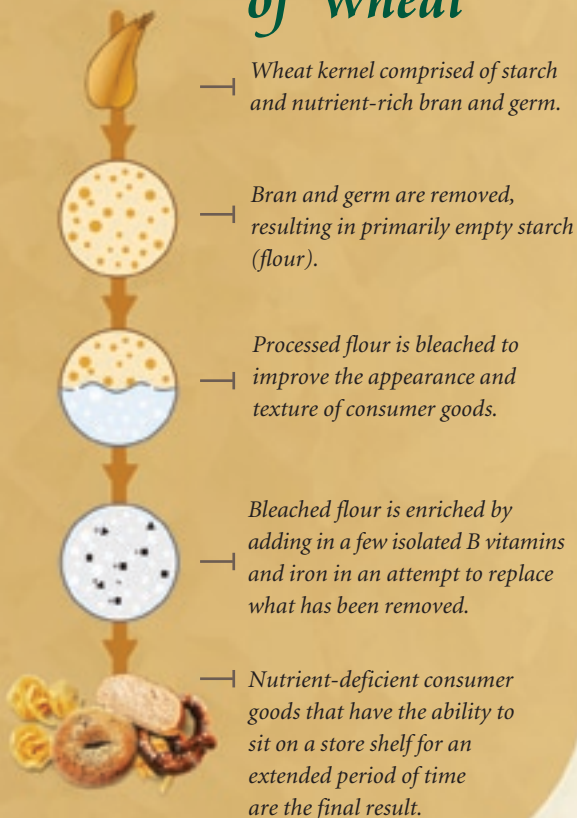 of Wheat
Wheat kernel comprised of starch
and nutrient-rich bran and germ.
Bran and germ are removed,
resulting in primarily empty starch
(flour).
Processed flour is bleached to
improve the appearance and
texture of consumer goods.
Bleached flour is enriched by
adding in a few isolated B vitamins
and iron in an attempt to replace
what has been removed.
Nutrient-deficient consumer
goods that have the ability to
sit on a store shelf for an
extended period of time
are the final result.